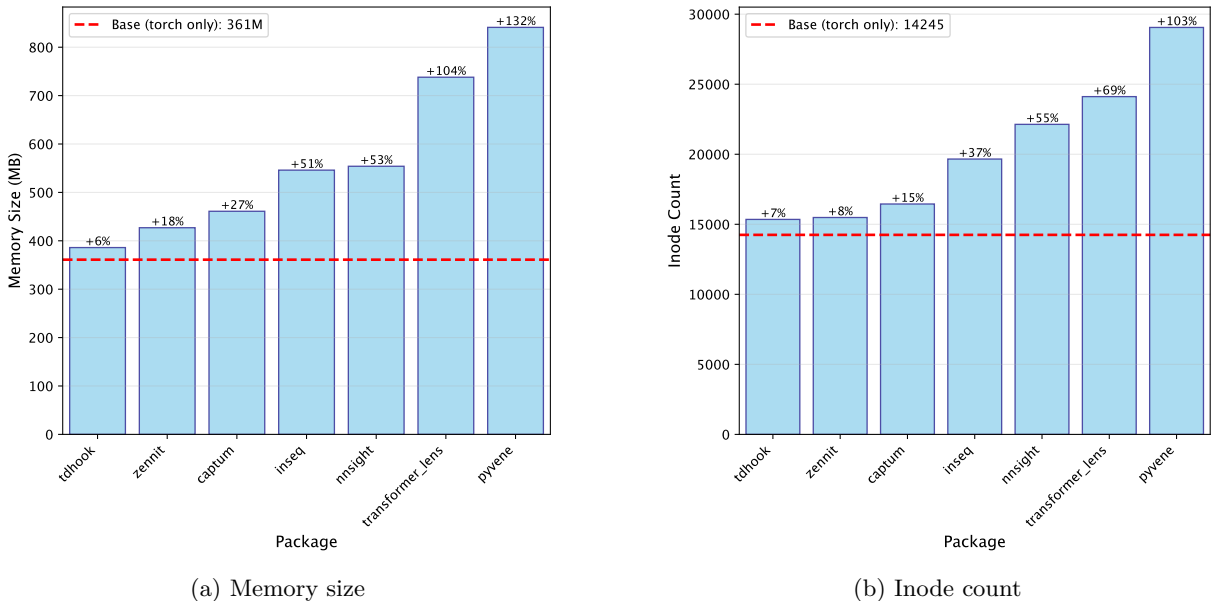 Base (torch only): 361M
+6%
+18%
+27%
+51%
+53%
+104%
+132%
800
700
600
500
400
300
200
100
0
Memory Size (MB)
tdhook
zennit
captum
inseq
nnsight
transformer_lens
pyvene
Package
(a) Memory size
Base (torch only): 14245
+7%
+8%
+15%
+37%
+55%
+69%
+103%
30000
25000
20000
15000
10000
5000
0
Inode Count
tdhook
zennit
captum
inseq
nnsight
transformer_lens
pyvene
Package
(b) Inode count